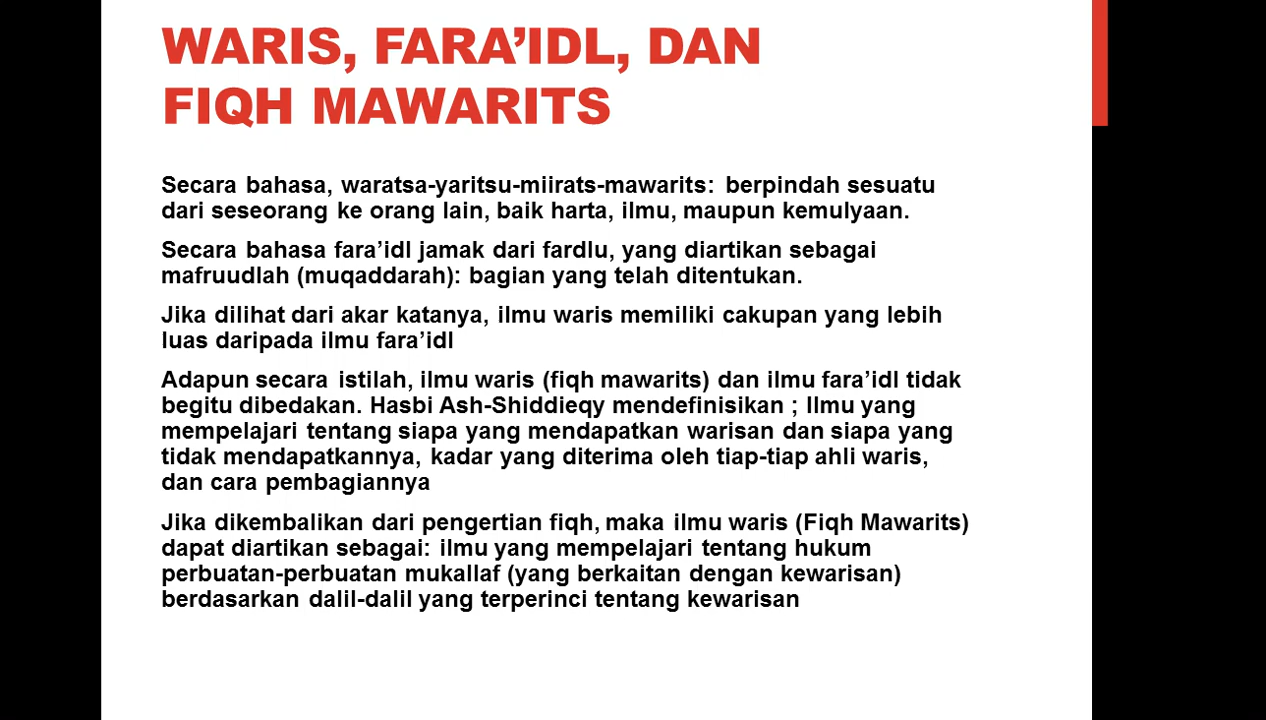 WARIS, FARA’IDL, DAN
FIQH MAWARITS
Secara bahasa, waratsa-yaritsu-miirats-mawarits: berpindah sesuatu
dari seseorang ke orang lain, baik harta, ilmu, maupun kemulyaan.
Secara bahasa fara’idl jamak dari fardlu, yang diartikan sebagai
mafruudlah (muqaddarah): bagian yang telah ditentukan.
Jika dilihat dari akar katanya, ilmu waris memiliki cakupan yang lebih
luas daripada ilmu fara’idl
Adapun secara istilah, ilmu waris (fiqh mawarits) dan ilmu fara’idl tidak
begitu dibedakan. Hasbi Ash-Shiddieqy mendefinisikan ; Ilmu yang
mempelajari tentang siapa yang mendapatkan warisan dan siapa yang
tidak mendapatkannya, kadar yang diterima oleh tiap-tiap ahli waris,
dan cara pembagiannya
Jika dikembalikan dari pengertian fiqh, maka ilmu waris (Fiqh Mawarits)
dapat diartikan sebagai: ilmu yang mempelajari tentang hukum
perbuatan-perbuatan mukallaf (yang berkaitan dengan kewarisan)
berdasarkan dalil-dalil yang terperinci tentang kewarisan